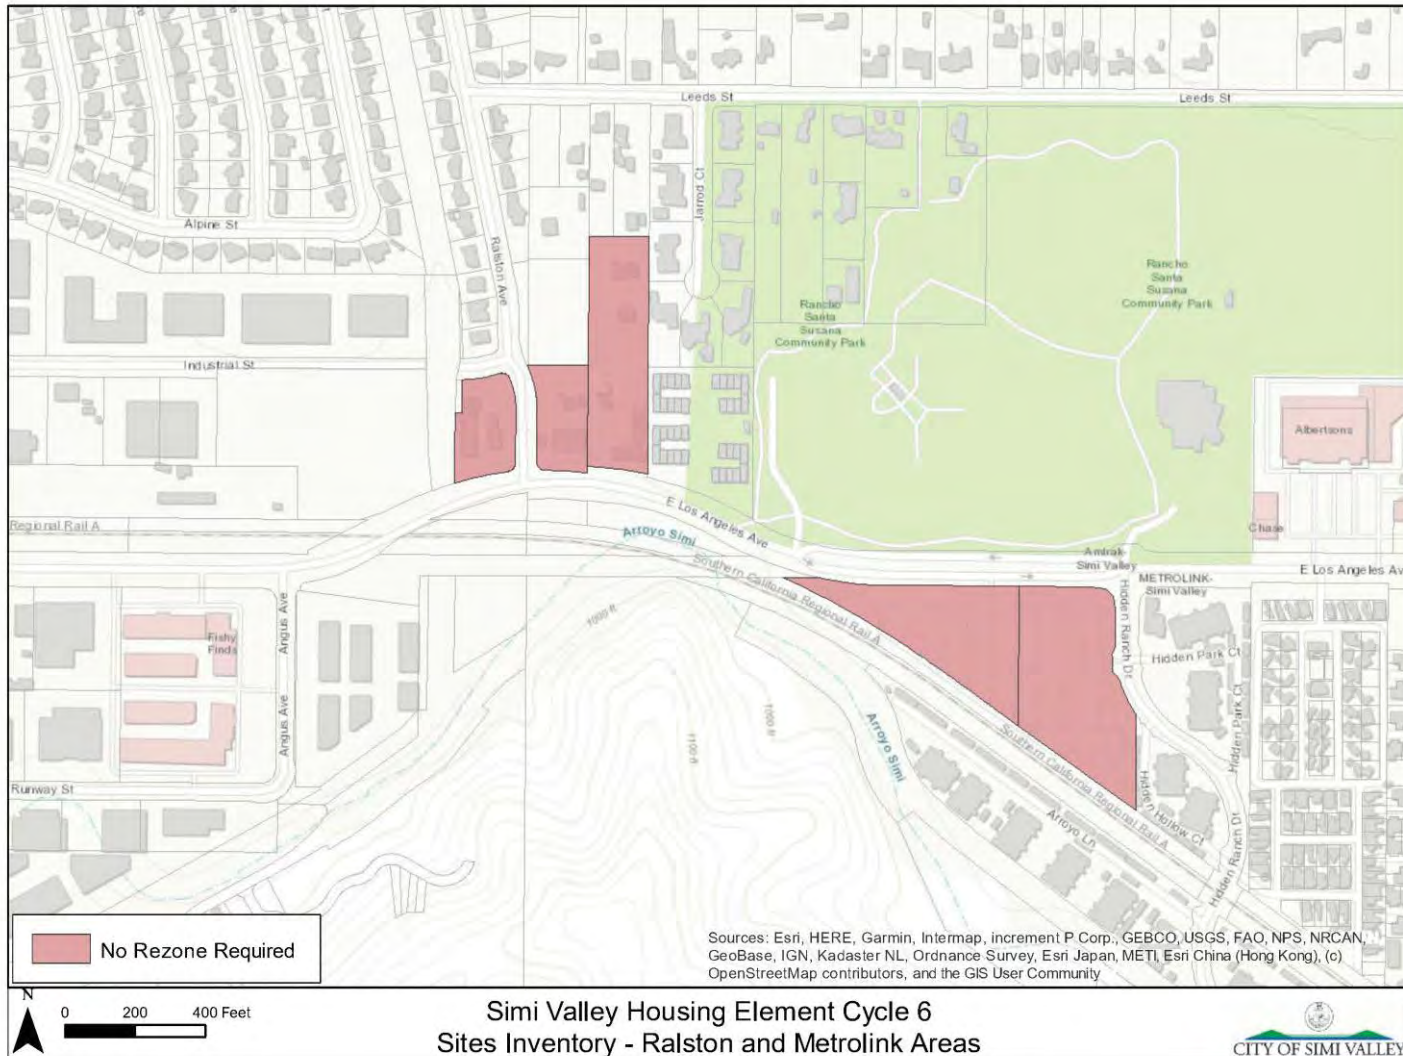 Leeds St
Leeds St
Jarrod Ct
Alpine St
Ralston Ave
Rancho
Santa
Susana
Community Park
Rancho
Santa
Susana
Community Park
Industrial St
Albertsons
E Los Angeles Ave
Regional Rail A
Arroyo Simi
Chase
Amtrak-
Simi Valley
E Los Angeles Av
Southern California Regional Rail A
METROLINK-
Simi Valley
Hidden Ranch Dr
1000 ft
Angus Ave
Fishy
Finds
Hidden Park Ct
Hidden Park Ct
Angus Ave
1000 ft
1100 ft
Arroyo Simi
Southern California Regional Rail A
Runway St
Hidden Hollow Ct
Arroyo Ln
Hidden Ranch Dr
No Rezone Required
Sources: Esri, HERE, Garmin, Intermap, increment P Corp., GEBCO, USGS, FAO, NPS, NRCAN,
GeoBase, IGN, Kadaster NL, Ordnance Survey, Esri Japan, METI, Esri China (Hong Kong), (c)
OpenStreetMap contributors, and the GIS User Community
N
0 200 400 Feet
Simi Valley Housing Element Cycle 6
Sites Inventory - Ralston and Metrolink Areas
CITY OF SIMI VALLEY